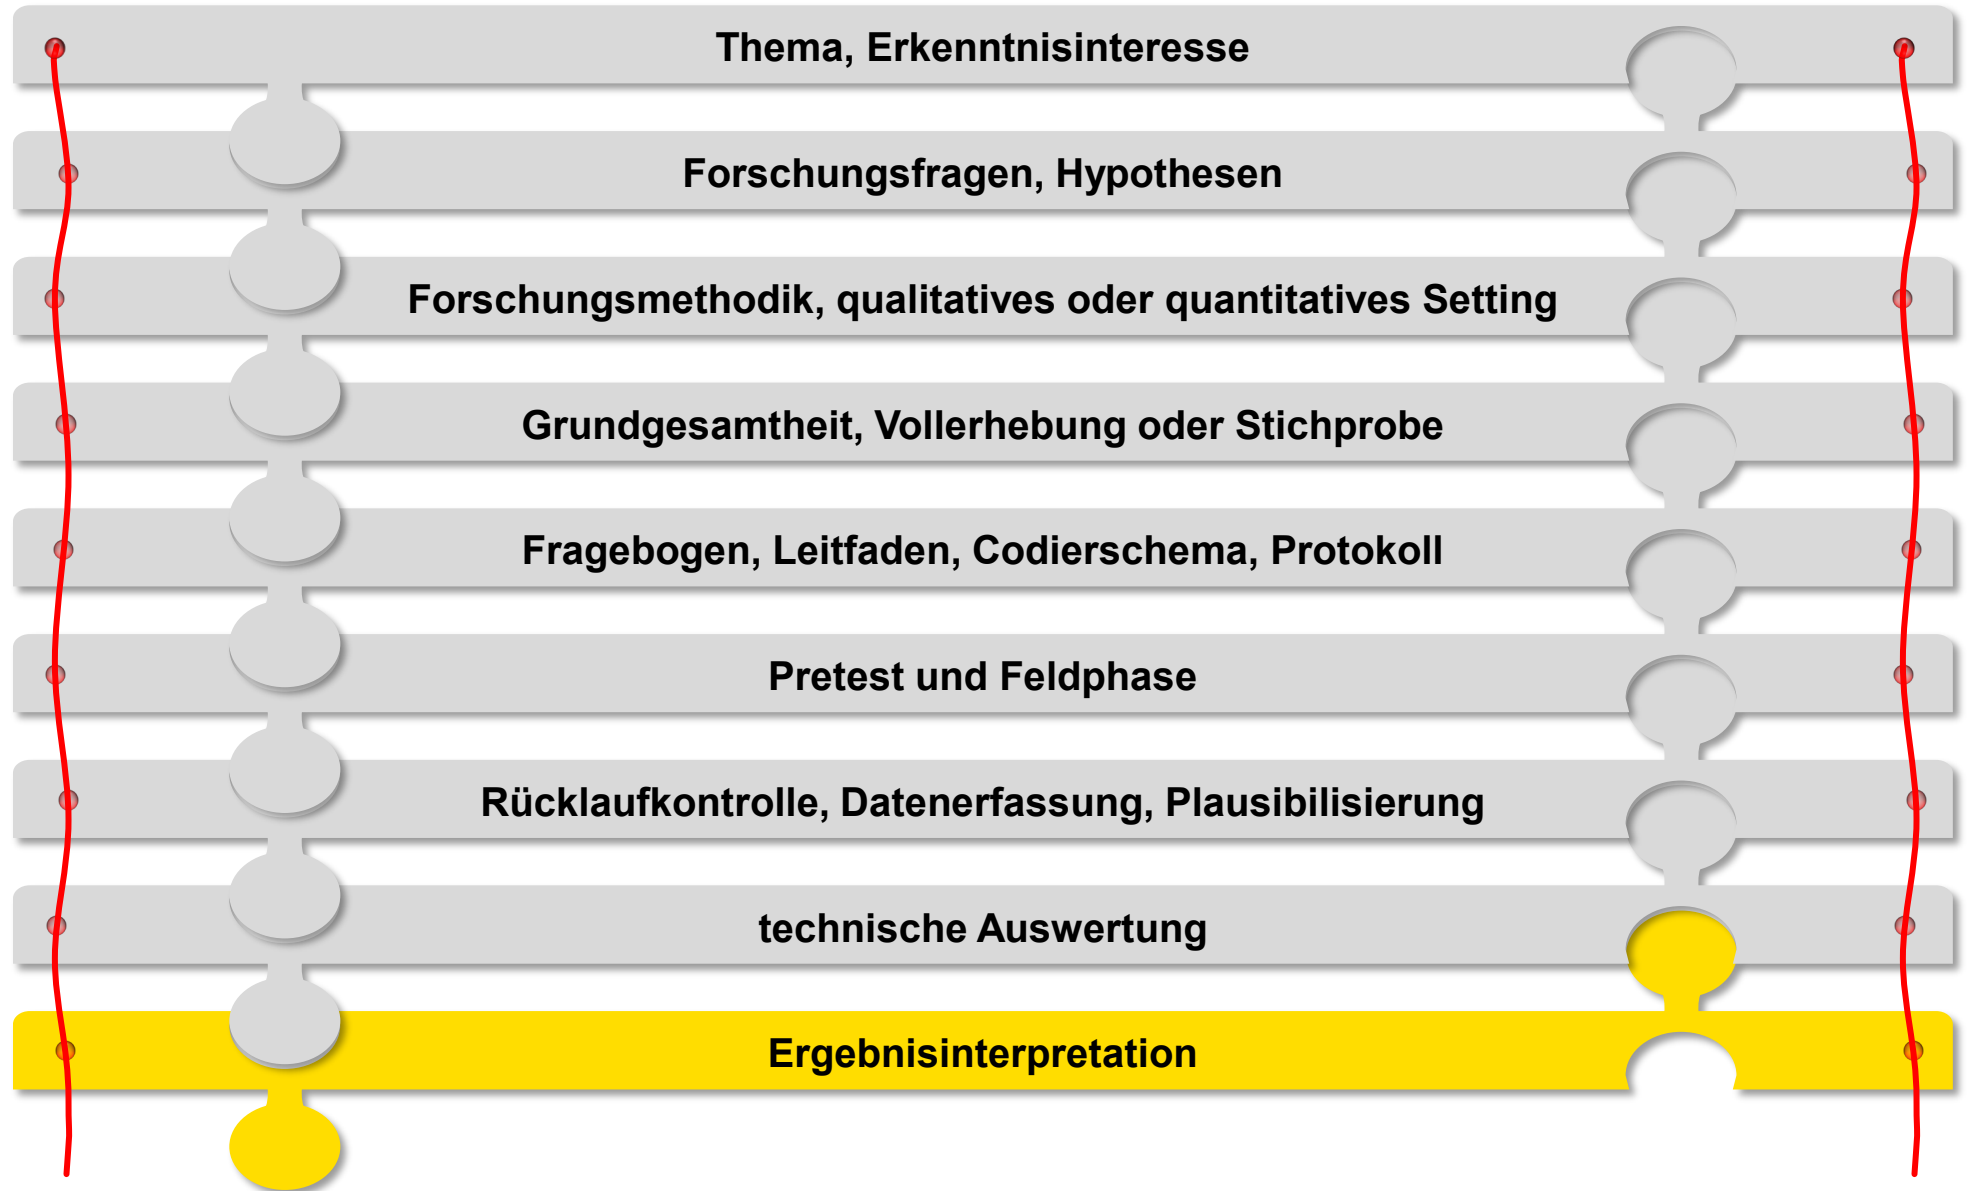 Thema, Erkenntnisinteresse
Forschungsfragen, Hypothesen
Forschungsmethodik, qualitatives oder quantitatives Setting
Grundgesamtheit, Vollerhebung oder Stichprobe
Fragebogen, Leitfaden, Codierschema, Protokoll
Pretest und Feldphase
Rücklaufkontrolle, Datenerfassung, Plausibilisierung
technische Auswertung
Ergebnisinterpretation